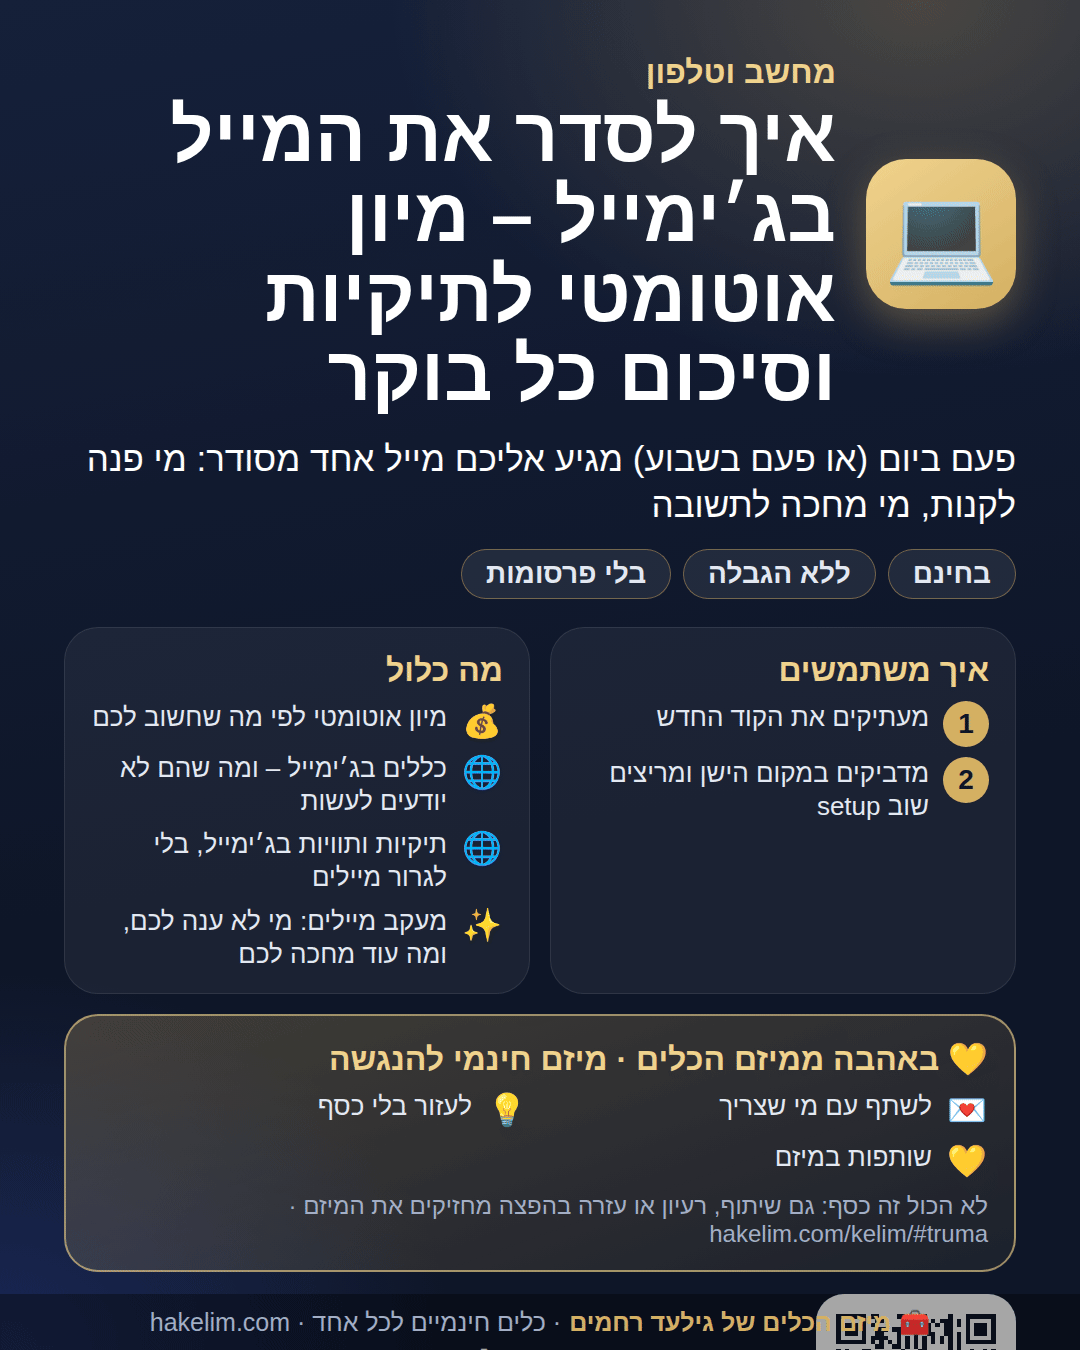 מחשב וטלפון
איך לסדר את המייל
בג׳ימייל – מיון
אוטומטי לתיקיות
וסיכום כל בוקר
פעם ביום (או פעם בשבוע) מגיע אליכם מייל אחד מסודר: מי פנה
לקנות, מי מחכה לתשובה
בחינם
ללא הגבלה
בלי פרסומות
איך משתמשים
1 מעתיקים את הקוד החדש
2 מדביקים במקום הישן ומריצים
שוב setup
מה כלול
מיון אוטומטי לפי מה שחשוב לכם
כללים בג׳ימייל – ומה שהם לא
יודעים לעשות
תיקיות ותוויות בג׳ימייל, בלי
לגרור מיילים
מעקב מיילים: מי לא ענה לכם,
ומה עוד מחכה לכם
באהבה ממיזם הכלים · מיזם חינמי להנגשה
לשתף עם מי שצריך
לעזור בלי כסף
שותפות במיזם
לא הכול זה כסף: גם שיתוף, רעיון או עזרה בהפצה מחזיקים את המיזם ·
hakelim.com/kelim/#truma
מיזם הכלים של גילעד רחמים · כלים חינמיים לכל אחד · hakelim.com